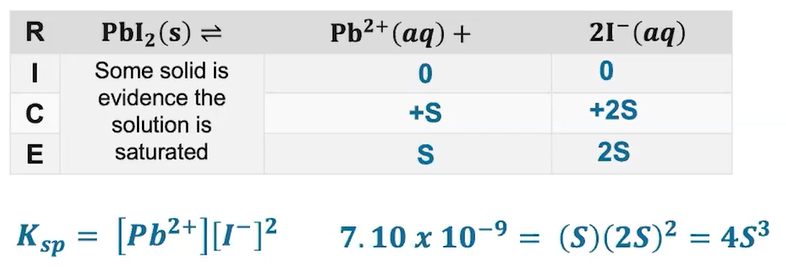 R PbI₂(s) ⇌ Pb²⁺(aq) + 2I⁻(aq)
I Some solid is evidence the solution is saturated 0 0
C +S +2S
E S 2S
Kₛₚ = [Pb²⁺][I⁻]² 7.10 x 10⁻⁹ = (S)(2S)² = 4S³